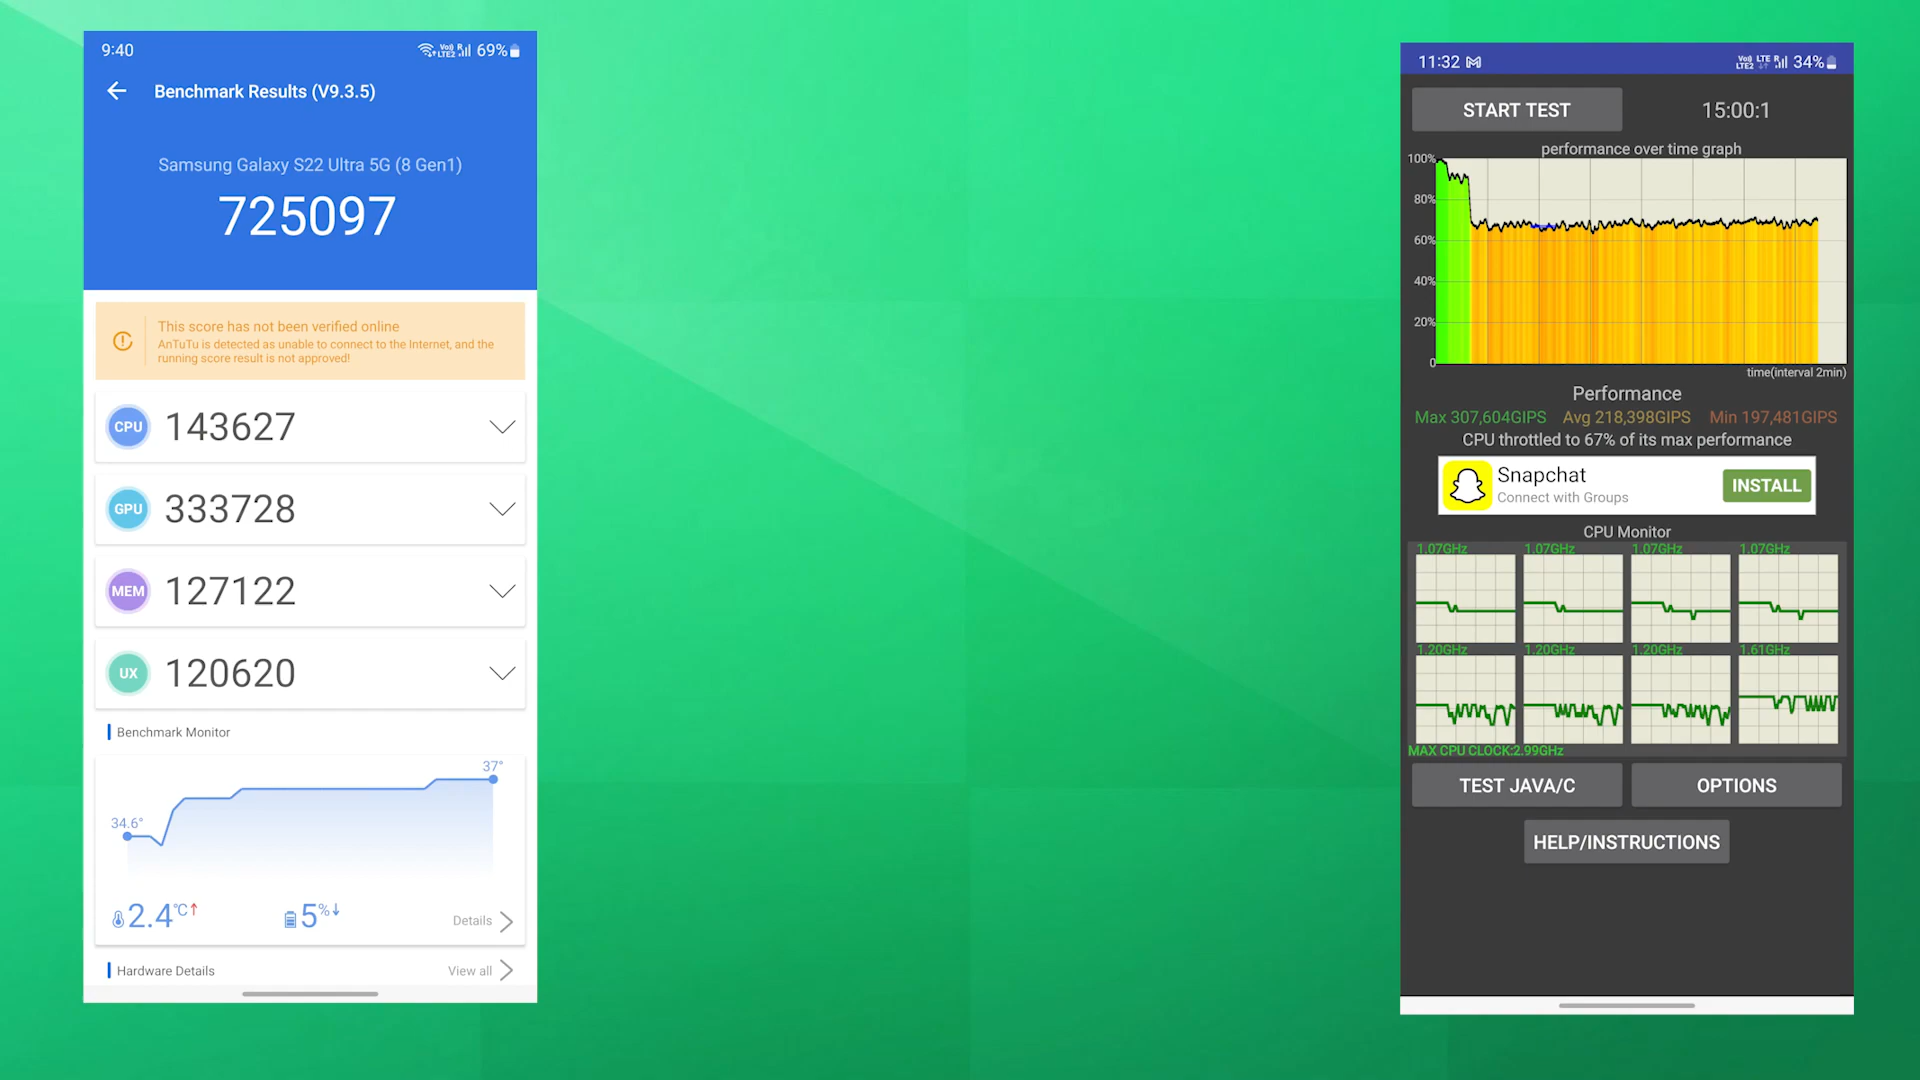 9:40
Vo)) LTE2 R 69%
Benchmark Results (V9.3.5)
Samsung Galaxy S22 Ultra 5G (8 Gen1)
725097
This score has not been verified online
AnTuTu is detected as unable to connect to the Internet, and the
running score result is not approved!
CPU 143627
GPU 333728
MEM 127122
UX 120620
Benchmark Monitor
37°
34.6°
2.4°C↑
5%↓
Details
Hardware Details
View all
11:32
Vo)) LTE2 LTE R 34%
START TEST
15:00:1
performance over time graph
100%
80%
60%
40%
20%
0
time(interval 2min)
Performance
Max 307,604GIPS Avg 218,398GIPS Min 197,481GIPS
CPU throttled to 67% of its max performance
Snapchat
Connect with Groups
INSTALL
CPU Monitor
1.07GHz 1.07GHz 1.07GHz 1.07GHz
1.20GHz 1.20GHz 1.20GHz 1.61GHz
MAX CPU CLOCK:2.99GHz
TEST JAVA/C
OPTIONS
HELP/INSTRUCTIONS